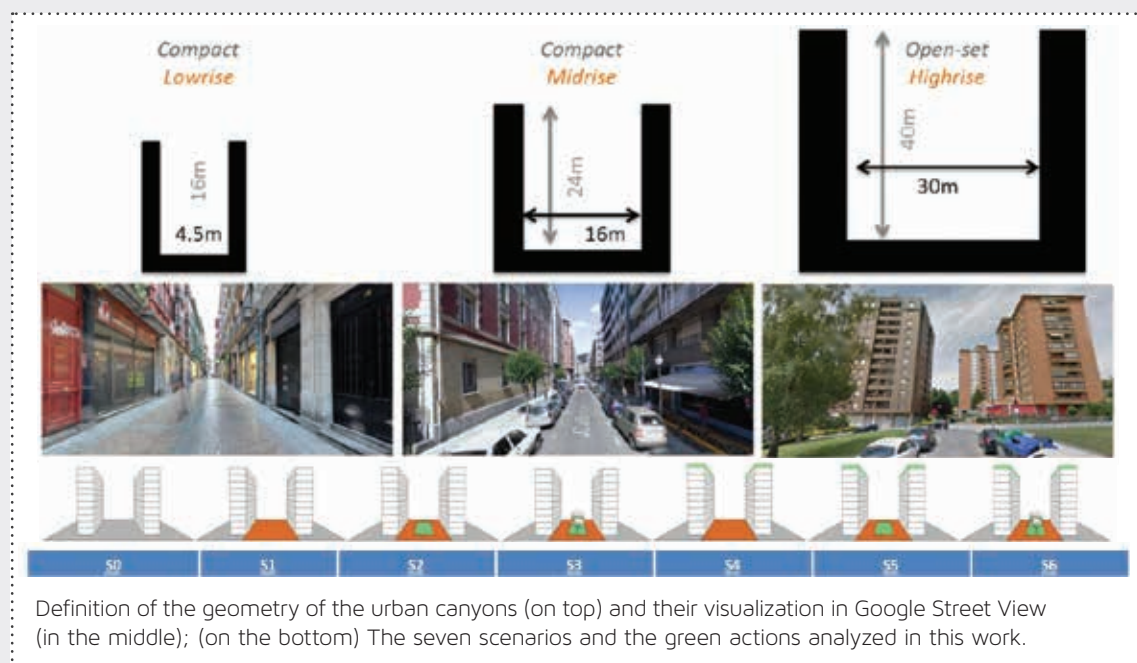 Compact
Lowrise
Compact
Midrise
Open-set
Highrise
16m
4.5m
24m
16m
40m
30m
S0 S1 S2 S3 S4 S5 S6
Definition of the geometry of the urban canyons (on top) and their visualization in Google Street View
(in the middle); (on the bottom) The seven scenarios and the green actions analyzed in this work.